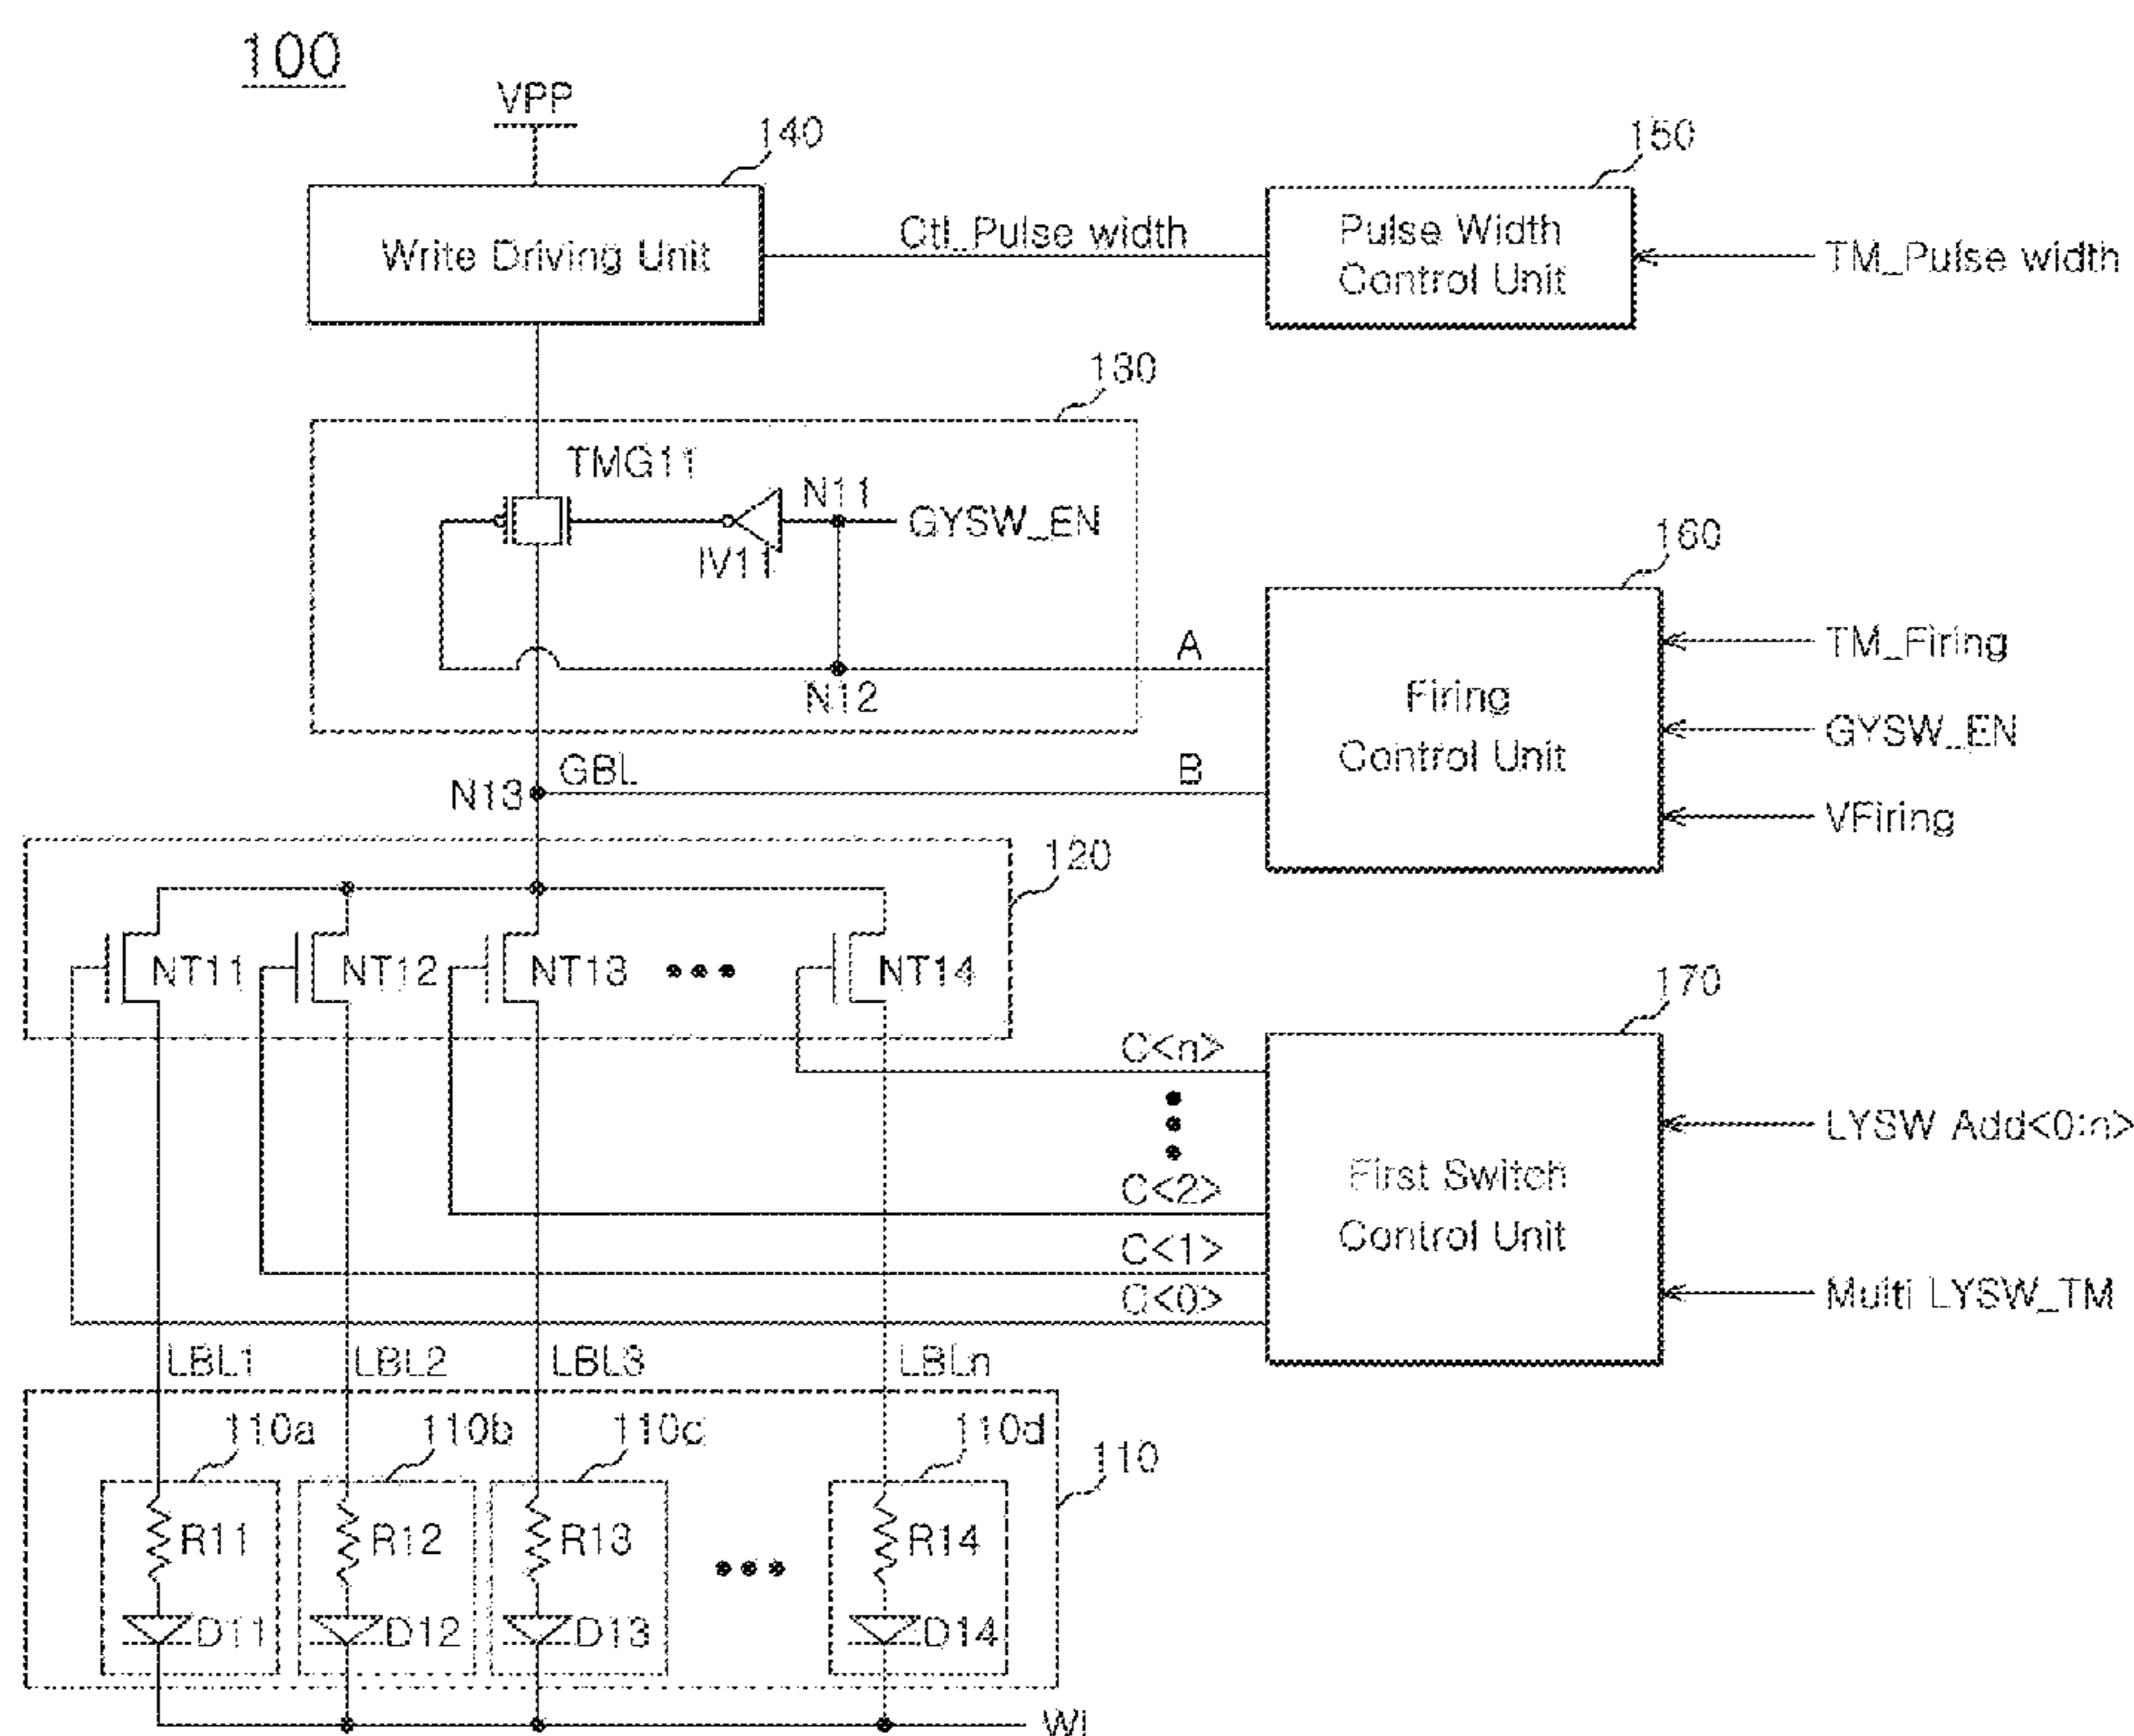 100
VPP
140
150
Write Driving Unit
Ctl_Pulse width
Pulse Width
Control Unit
TM_Pulse width
130
TMG11
N11
GYSW_EN
IV11
160
A
N12
Firing
Control Unit
TM_Firing
GYSW_EN
VFiring
GBL
B
N13
120
NT11
NT12
NT13
NT14
170
C<n>
C<2>
C<1>
C<0>
First Switch
Control Unit
LYSW Add<0:n>
Multi LYSW_TM
LBL1
LBL2
LBL3
LBLn
110a
110b
110c
110d
110
R11
R12
R13
R14
D11
D12
D13
D14
WL